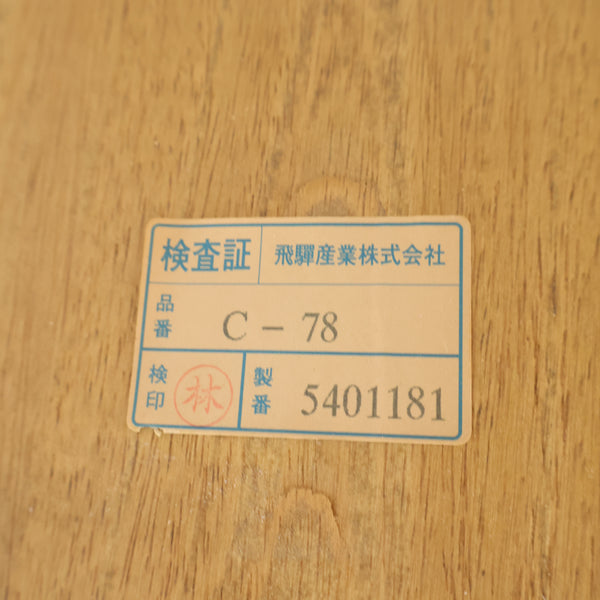 検査証 飛驒産業株式会社
品番 C－78
検印 林 製番 5401181